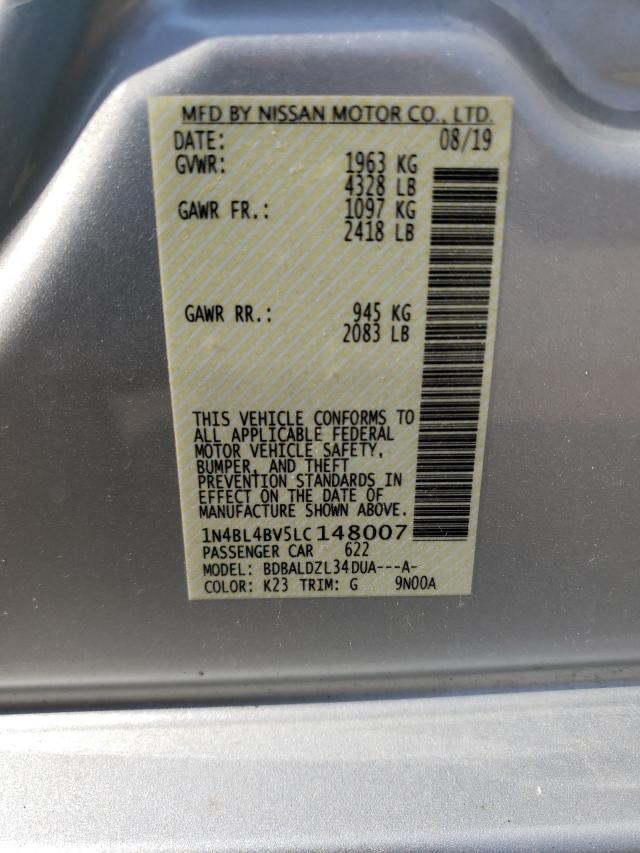 MFD BY NISSAN MOTOR CO., LTD.
DATE: 08/19
GVWR: 1963 KG
4328 LB
GAWR FR.: 1097 KG
2418 LB
GAWR RR.: 945 KG
2083 LB
THIS VEHICLE CONFORMS TO
ALL APPLICABLE FEDERAL
MOTOR VEHICLE SAFETY,
BUMPER, AND THEFT
PREVENTION STANDARDS IN
EFFECT ON THE DATE OF
MANUFACTURE SHOWN ABOVE.
1N4BL4BV5LC148007
PASSENGER CAR 622
MODEL: BDBALDZL34DUA---A-
COLOR: K23 TRIM: G 9N00A